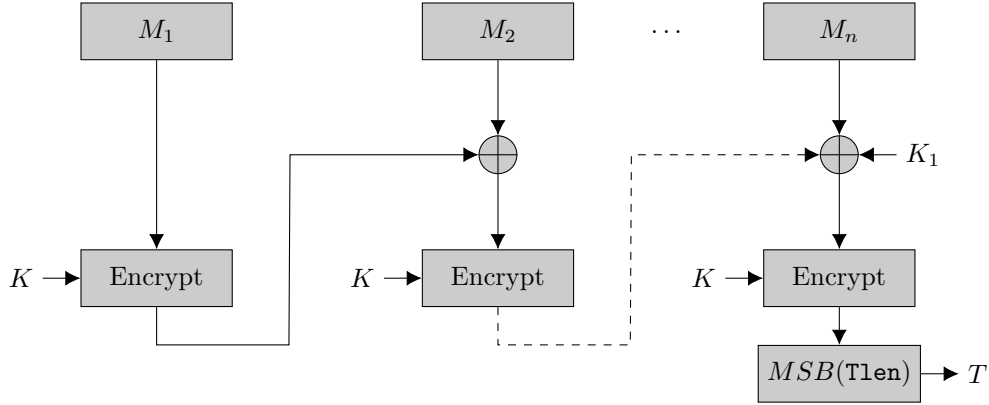 M₁ M₂ ⋯ Mₙ
K₁
K Encrypt K Encrypt K Encrypt
MSB(Tlen) T